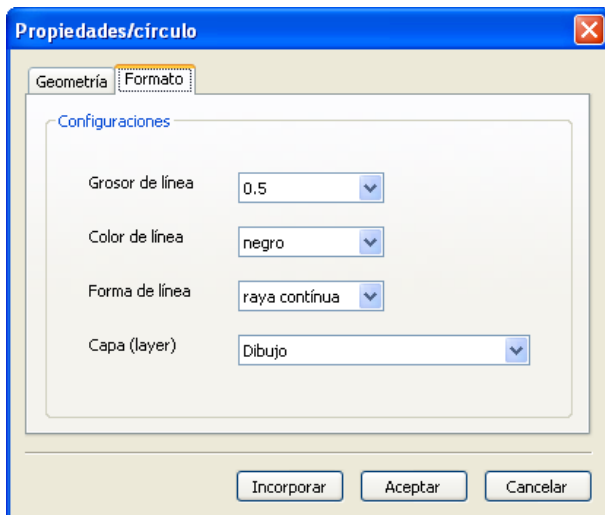 Propiedades/círculo
Geometría Formato
Configuraciones
Grosor de línea 0.5
Color de línea negro
Forma de línea raya contínua
Capa (layer) Dibujo
Incorporar Aceptar Cancelar